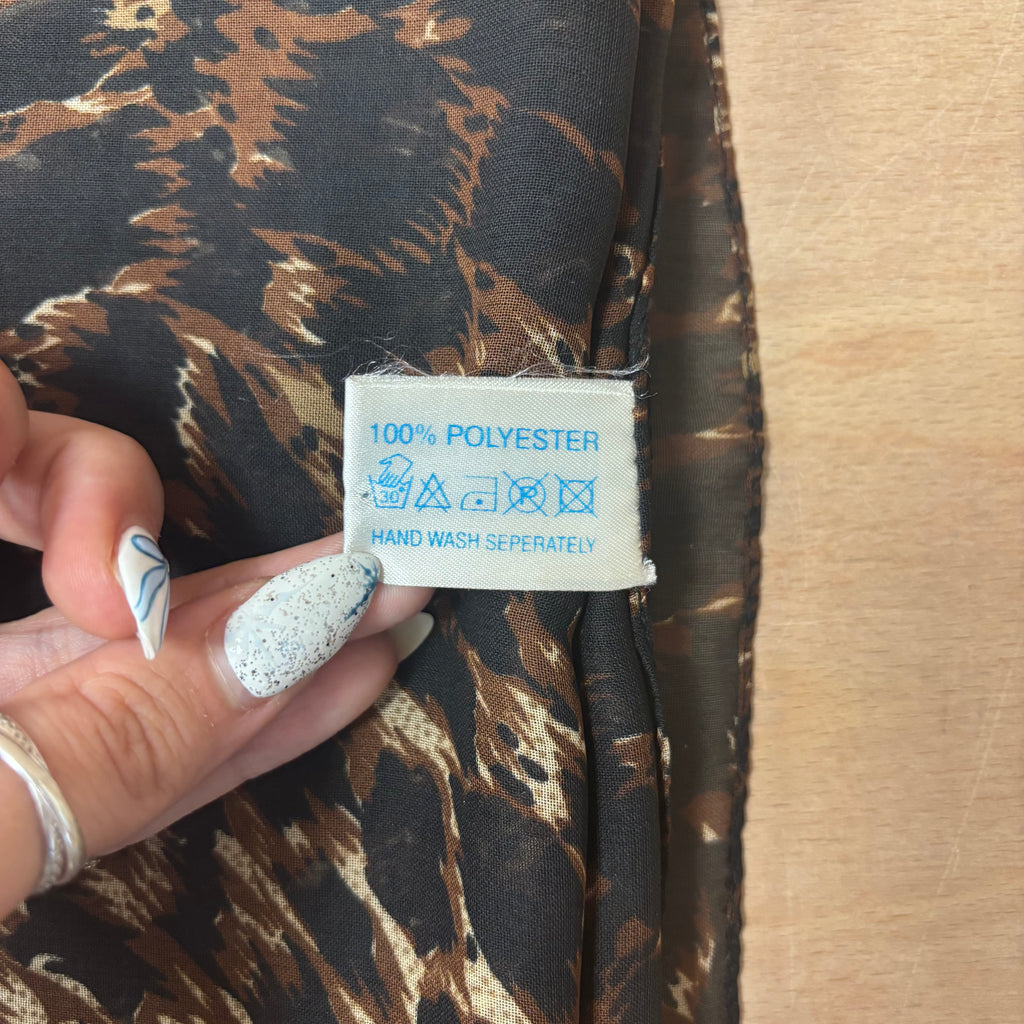 100% POLYESTER
30° P
HAND WASH SEPERATELY